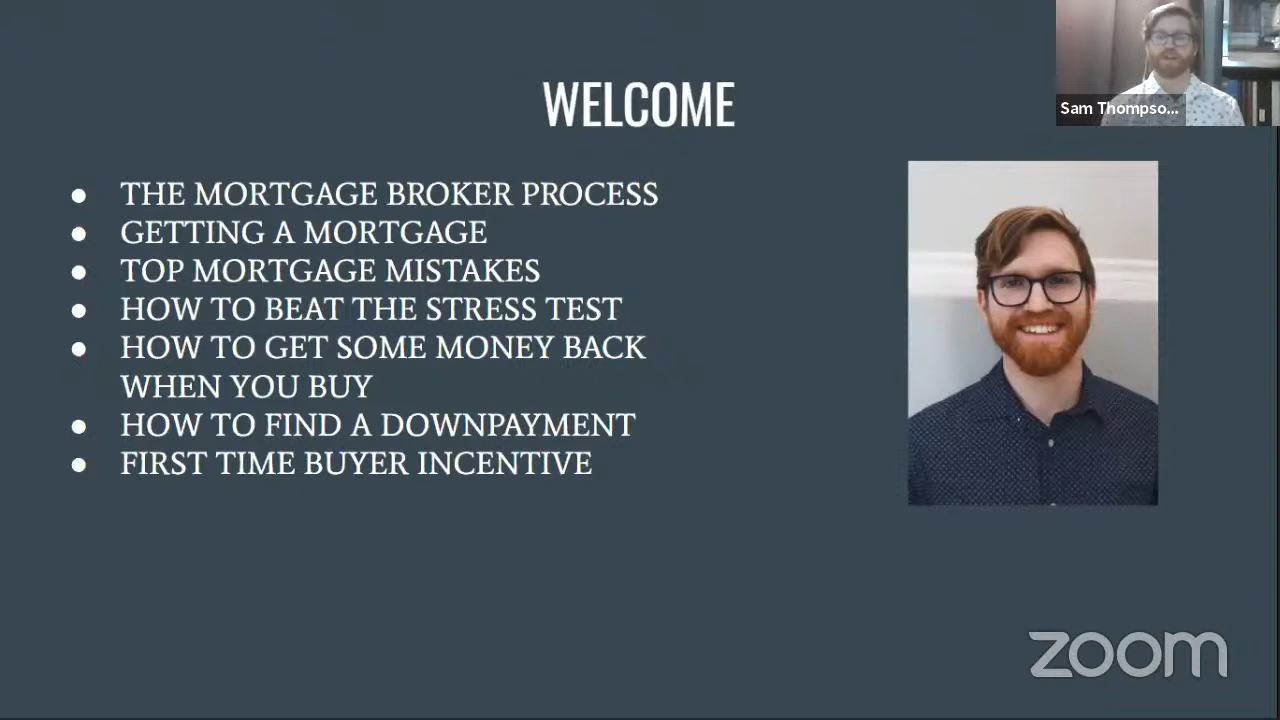 Sam Thompso...
WELCOME
● THE MORTGAGE BROKER PROCESS
● GETTING A MORTGAGE
● TOP MORTGAGE MISTAKES
● HOW TO BEAT THE STRESS TEST
● HOW TO GET SOME MONEY BACK
WHEN YOU BUY
● HOW TO FIND A DOWNPAYMENT
● FIRST TIME BUYER INCENTIVE
zoom